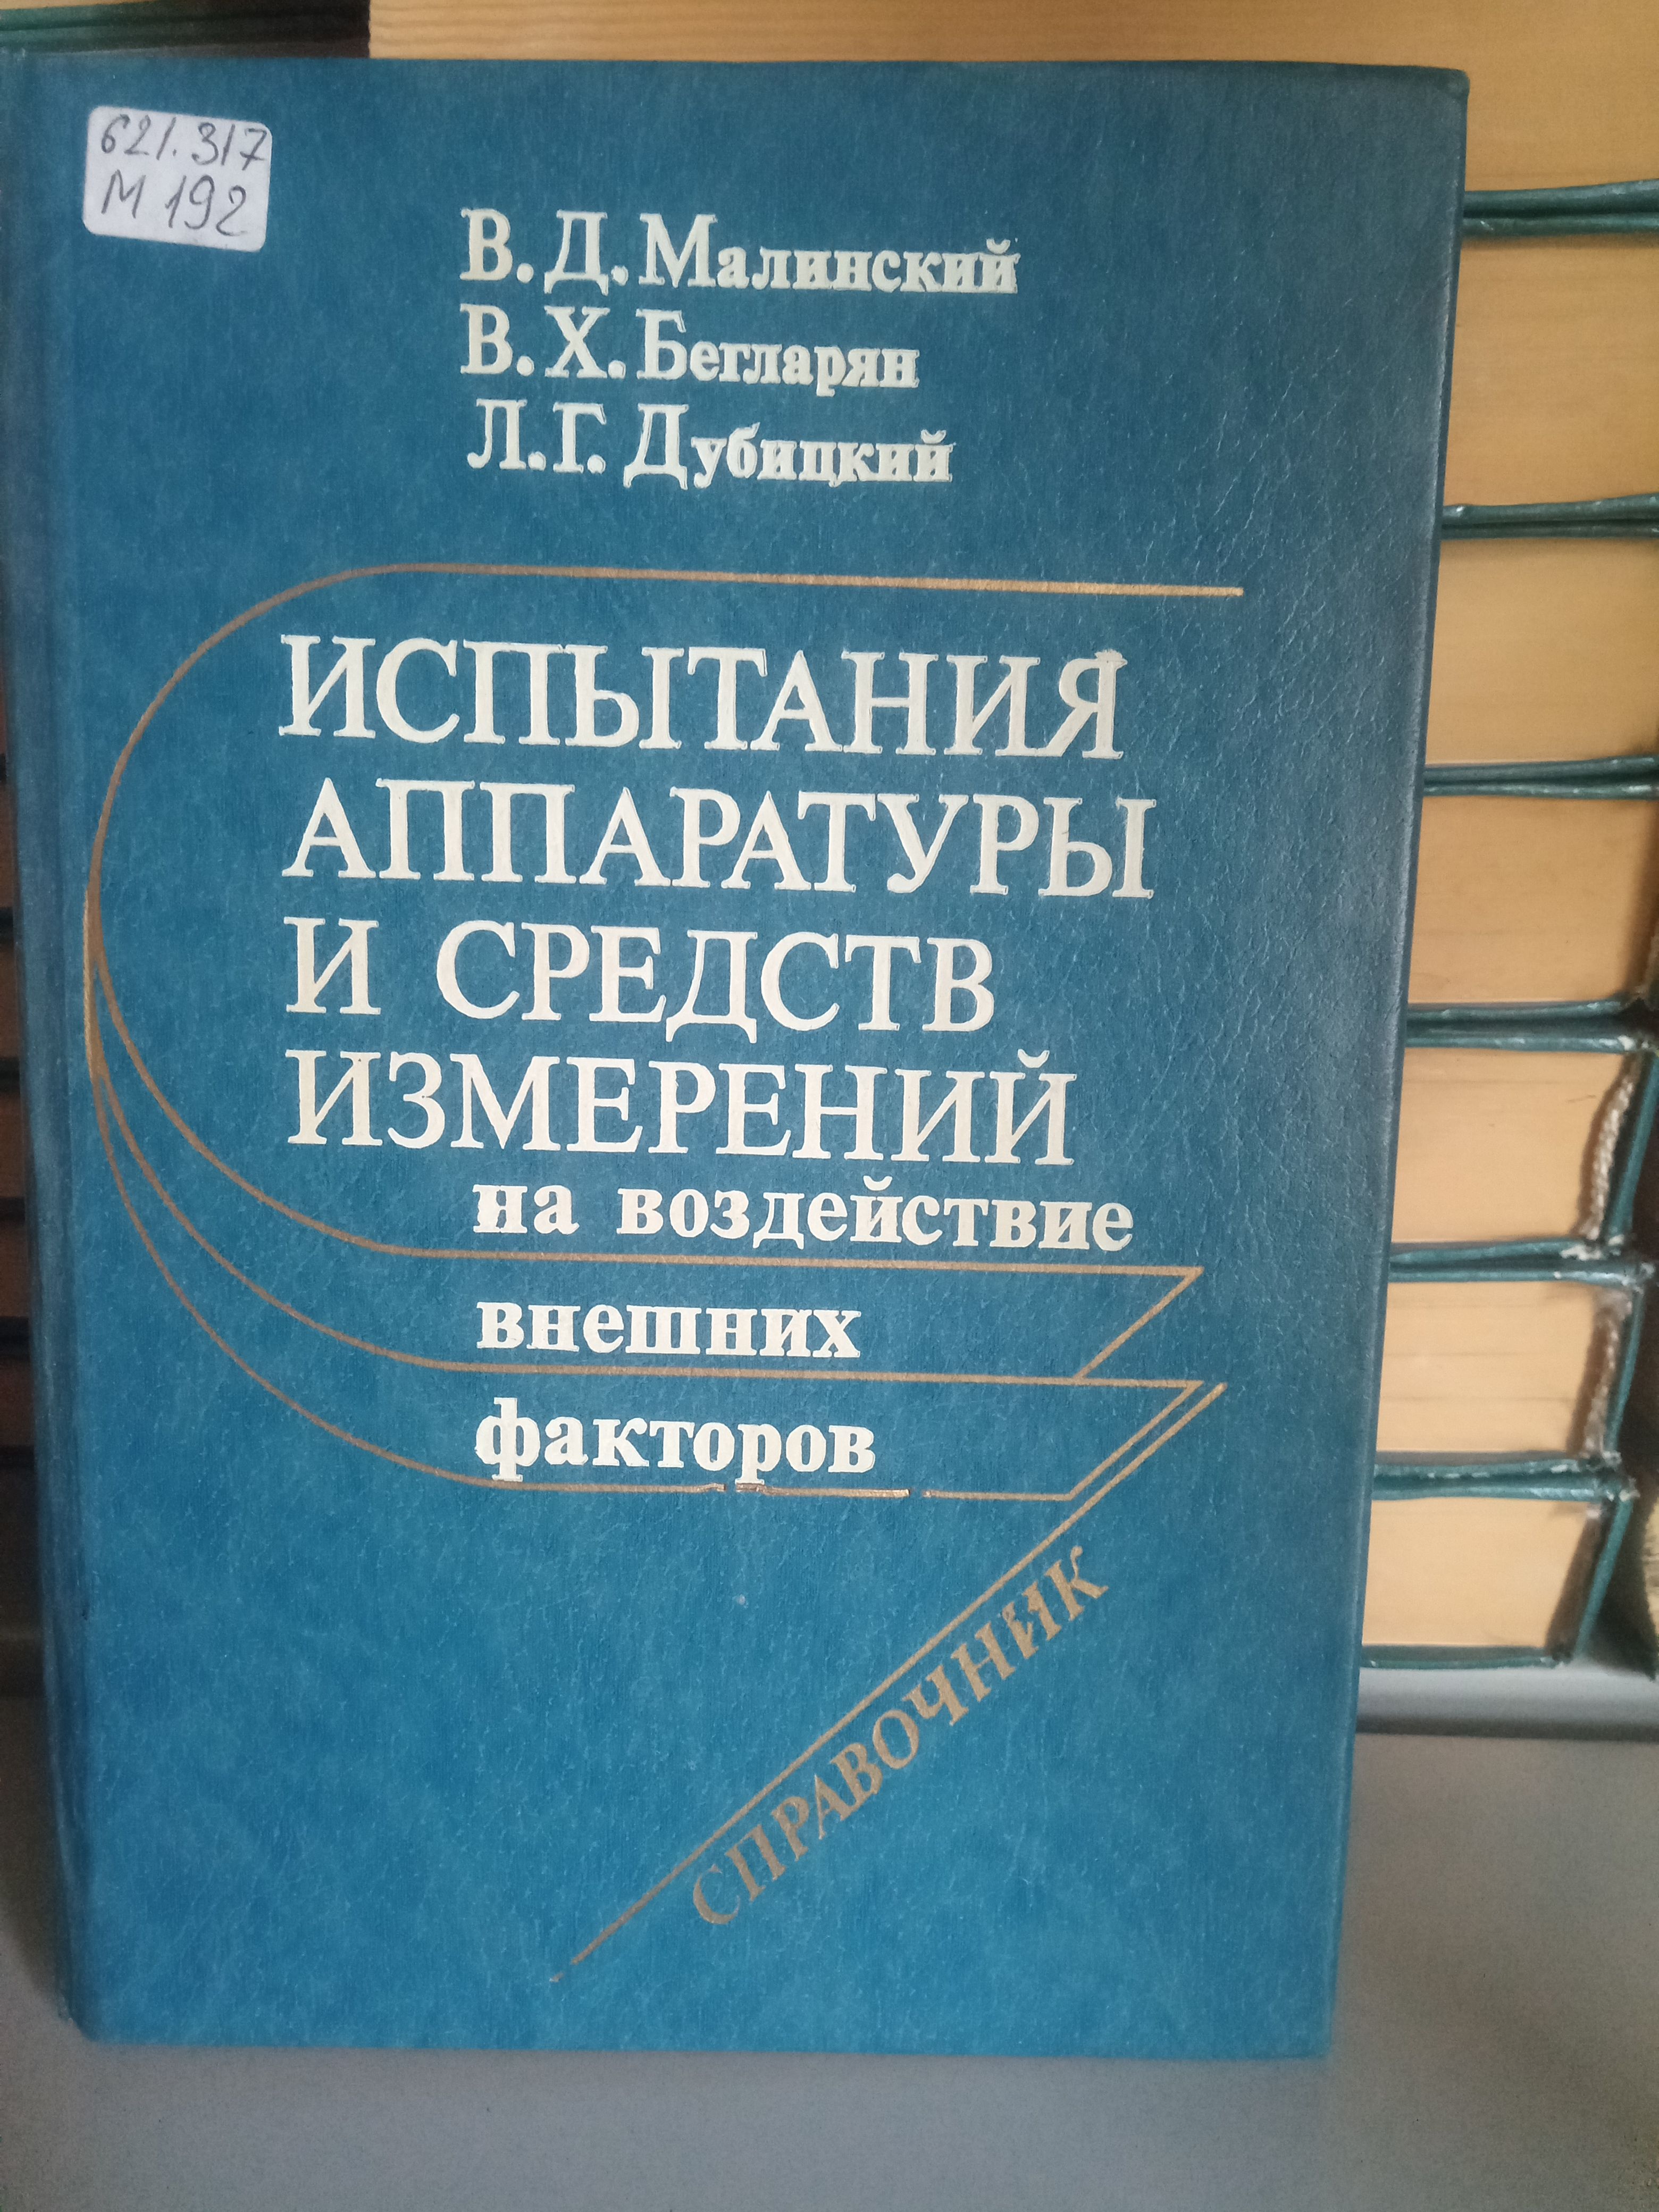 621.317
М 192
В. Д. Малинский
В. Х. Бегларян
Л. Г. Дубицкий
ИСПЫТАНИЯ
АППАРАТУРЫ
И СРЕДСТВ
ИЗМЕРЕНИЙ
на воздействие
внешних
факторов
СПРАВОЧНИК